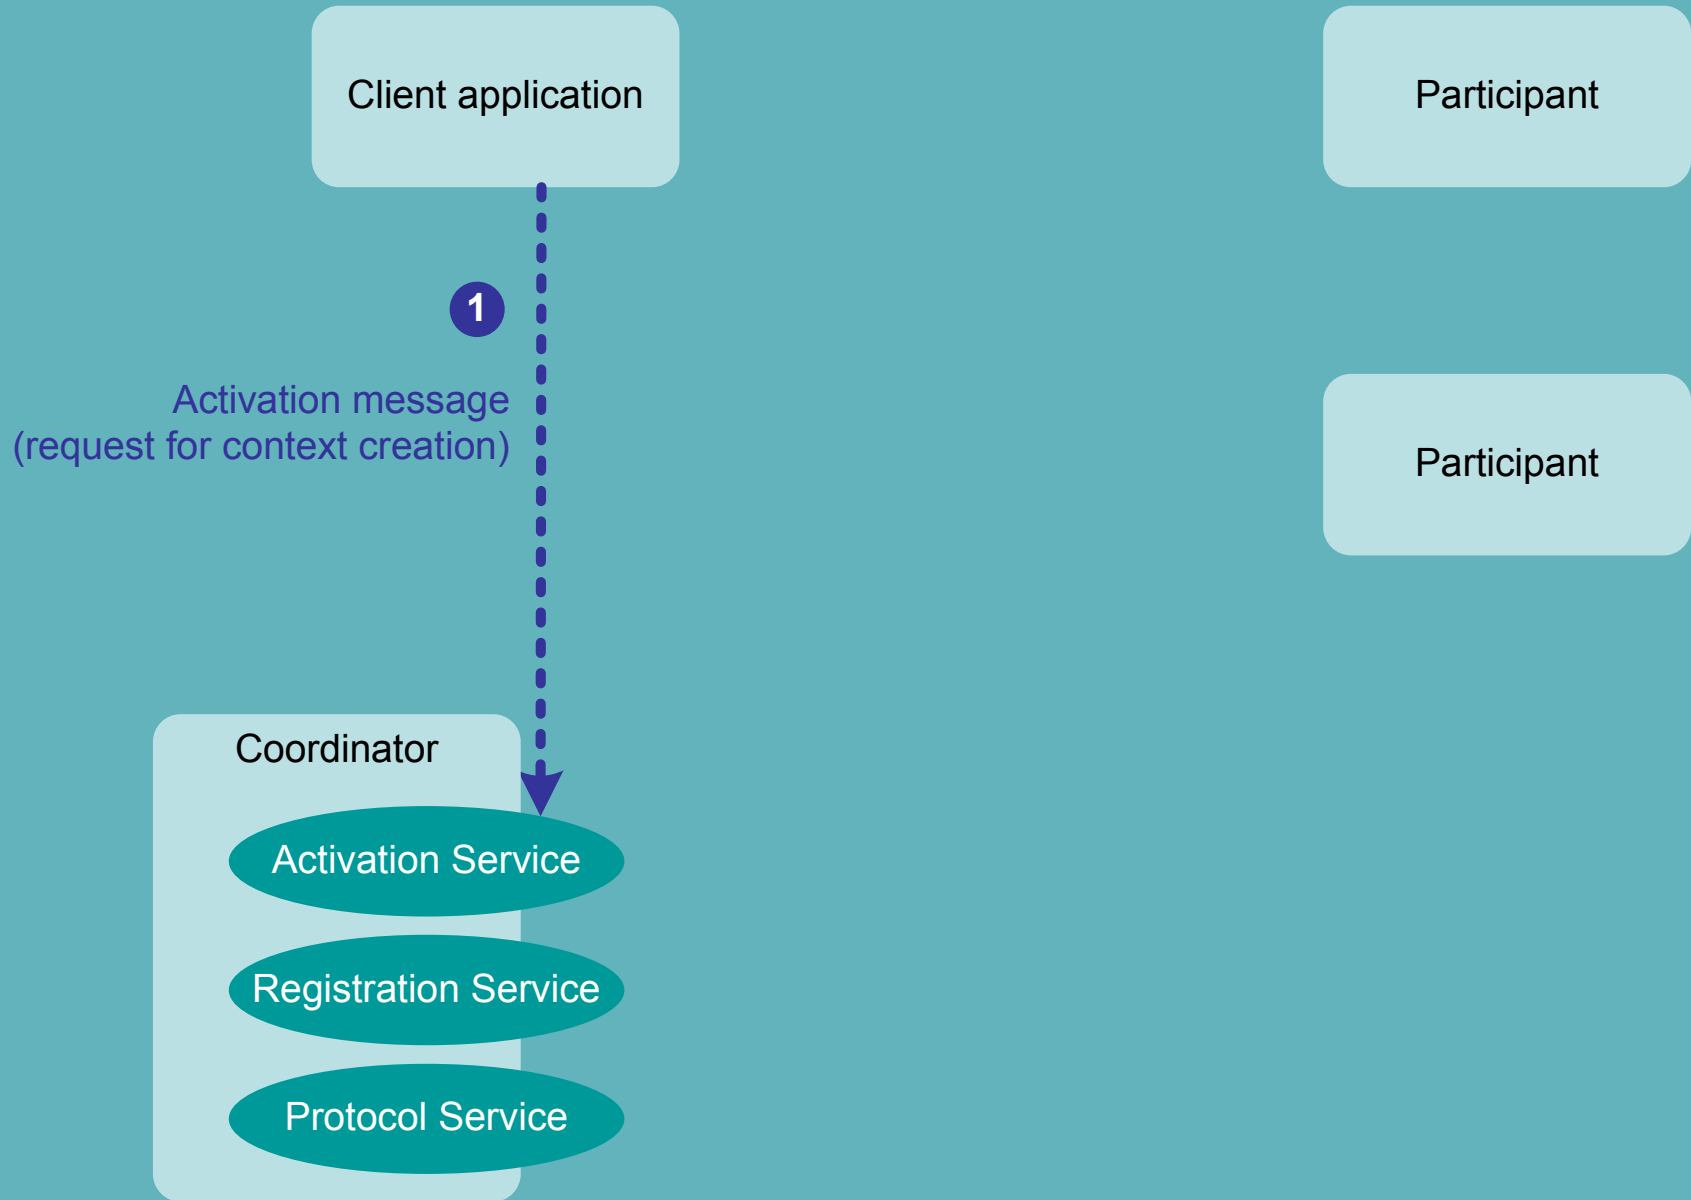 Client application
Participant
1
Activation message
(request for context creation)
Participant
Coordinator
Activation Service
Registration Service
Protocol Service